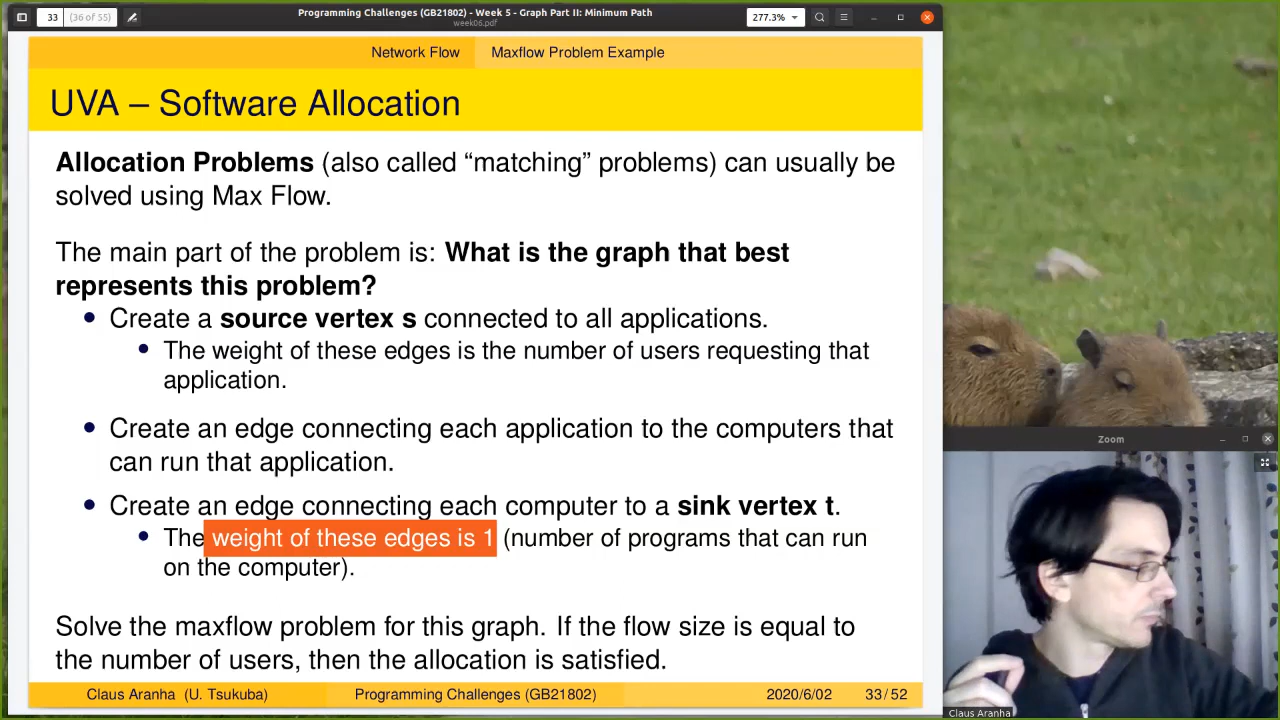 33
(36 of 55)
Programming Challenges (GB21802) - Week 5 - Graph Part II: Minimum Path
week06.pdf
277.3%
Network Flow
Maxflow Problem Example
UVA – Software Allocation
Allocation Problems (also called “matching” problems) can usually be
solved using Max Flow.
The main part of the problem is: What is the graph that best
represents this problem?
• Create a source vertex s connected to all applications.
• The weight of these edges is the number of users requesting that
application.
• Create an edge connecting each application to the computers that
can run that application.
• Create an edge connecting each computer to a sink vertex t.
• The weight of these edges is 1 (number of programs that can run
on the computer).
Solve the maxflow problem for this graph. If the flow size is equal to
the number of users, then the allocation is satisfied.
Claus Aranha (U. Tsukuba)
Programming Challenges (GB21802)
2020/6/02
33/52
Zoom
Claus Aranha